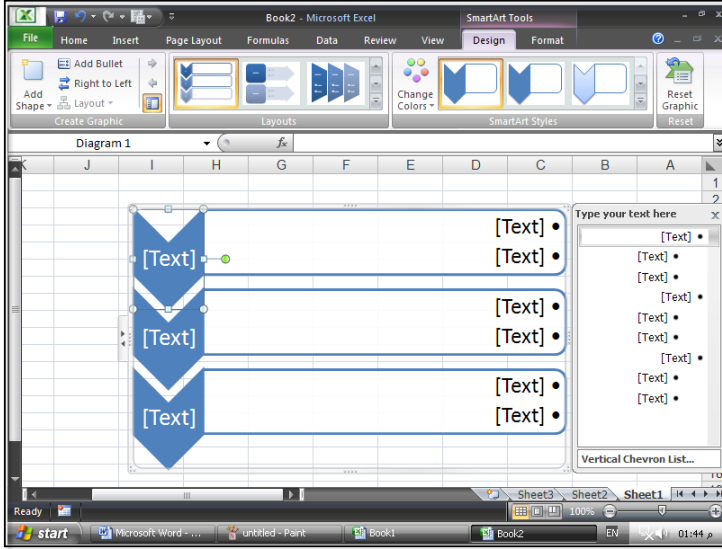 Book2 - Microsoft Excel
SmartArt Tools
File
Home
Insert
Page Layout
Formulas
Data
Review
View
Design
Format
Add Shape
Add Bullet
Right to Left
Layout
Create Graphic
Layouts
Change Colors
SmartArt Styles
Reset Graphic
Reset
Diagram 1
fx
K J I H G F E D C B A
1
2
[Text]
[Text] •
[Text] •
[Text]
[Text] •
[Text] •
[Text]
[Text] •
[Text] •
Type your text here
x
[Text] •
[Text] •
[Text] •
[Text] •
[Text] •
[Text] •
[Text] •
[Text] •
[Text] •
Vertical Chevron List...
Sheet3
Sheet2
Sheet1
Ready
100%
start
Microsoft Word - ...
untitled - Paint
Book1
Book2
EN
01:44 م